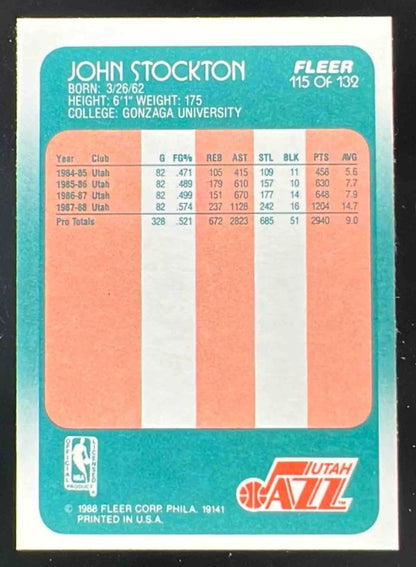 JOHN STOCKTON
BORN: 3/26/62
HEIGHT: 6'1" WEIGHT: 175
COLLEGE: GONZAGA UNIVERSITY
FLEER
115 OF 132
Year Club G FG% REB AST STL BLK PTS AVG
1984-85 Utah 82 .471 105 415 109 11 458 5.6
1985-86 Utah 82 .489 179 610 157 10 630 7.7
1986-87 Utah 82 .499 151 670 177 14 648 7.9
1987-88 Utah 82 .574 237 1128 242 16 1204 14.7
Pro Totals 328 .521 672 2823 685 51 2940 9.0
OFFICIAL LICENSED
NBA
PRODUCT
UTAH
JAZZ
© 1988 FLEER CORP. PHILA. 19141
PRINTED IN U.S.A.